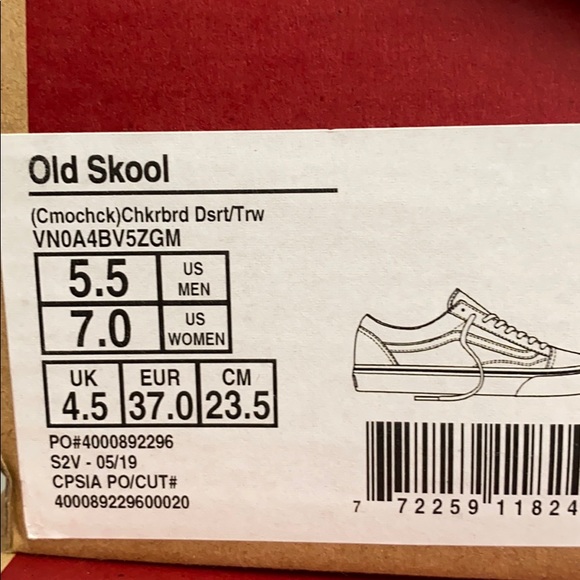 Old Skool
(Cmochck)Chkrbrd Dsrt/Trw
VN0A4BV5ZGM
5.5 US MEN
7.0 US WOMEN
UK EUR CM
4.5 37.0 23.5
PO#4000892296
S2V - 05/19
CPSIA PO/CUT#
400089229600020
7 72259 11824